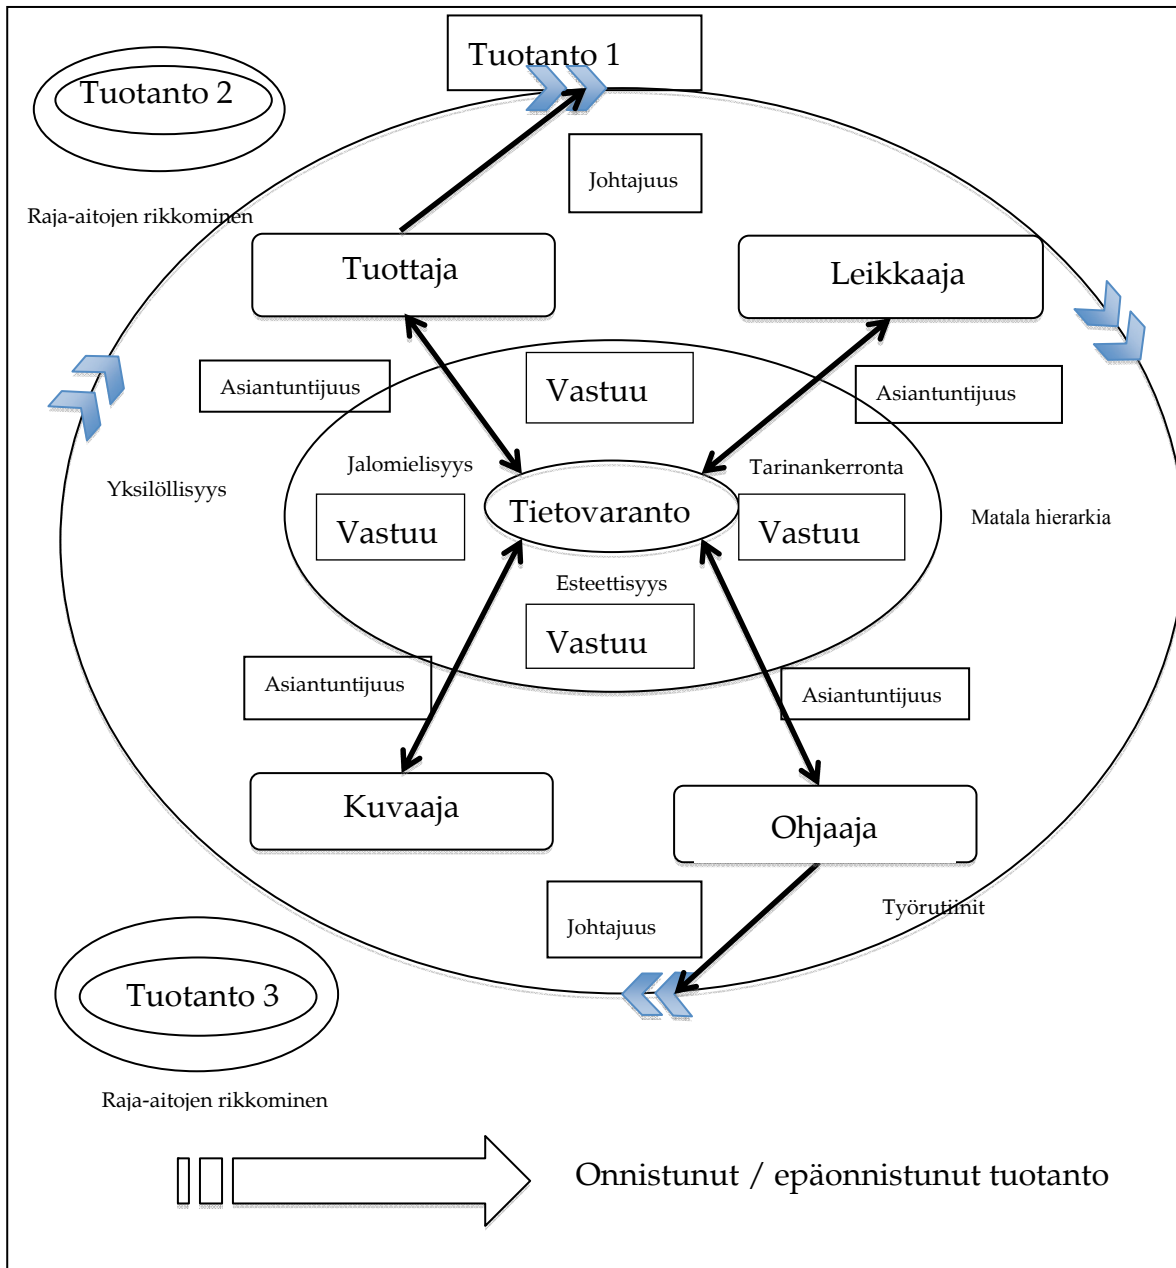 Tuotanto 1
Tuotanto 2
Johtajuus
Raja-aitojen rikkominen
Tuottaja
Leikkaaja
Asiantuntijuus
Vastuu
Asiantuntijuus
Jalomielisyys
Tarinankerronta
Yksilöllisyys
Vastuu
Tietovaranto
Vastuu
Matala hierarkia
Esteettisyys
Vastuu
Asiantuntijuus
Asiantuntijuus
Kuvaaja
Ohjaaja
Johtajuus
Työrutiinit
Tuotanto 3
Raja-aitojen rikkominen
Onnistunut / epäonnistunut tuotanto